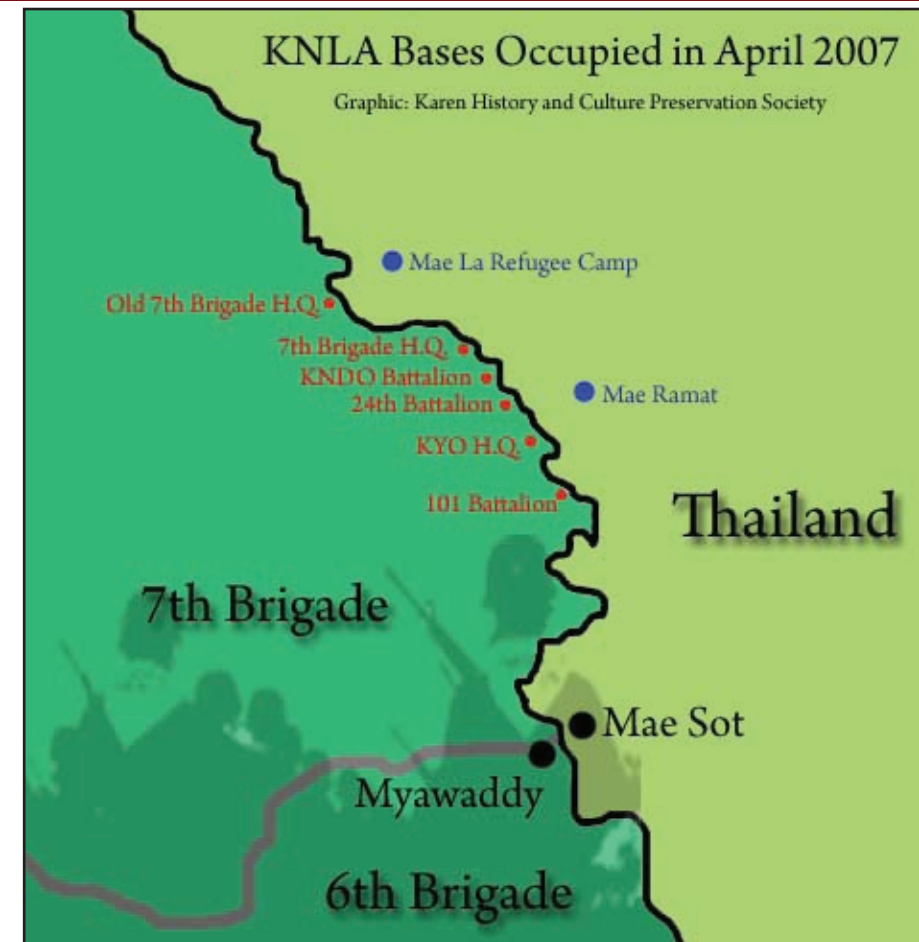 KNLA Bases Occupied in April 2007
Graphic: Karen History and Culture Preservation Society
Mae La Refugee Camp
Old 7th Brigade H.Q.
7th Brigade H.Q.
KNDO Battalion
24th Battalion
Mae Ramat
KYO H.Q.
101 Battalion
Thailand
7th Brigade
Mae Sot
Myawaddy
6th Brigade